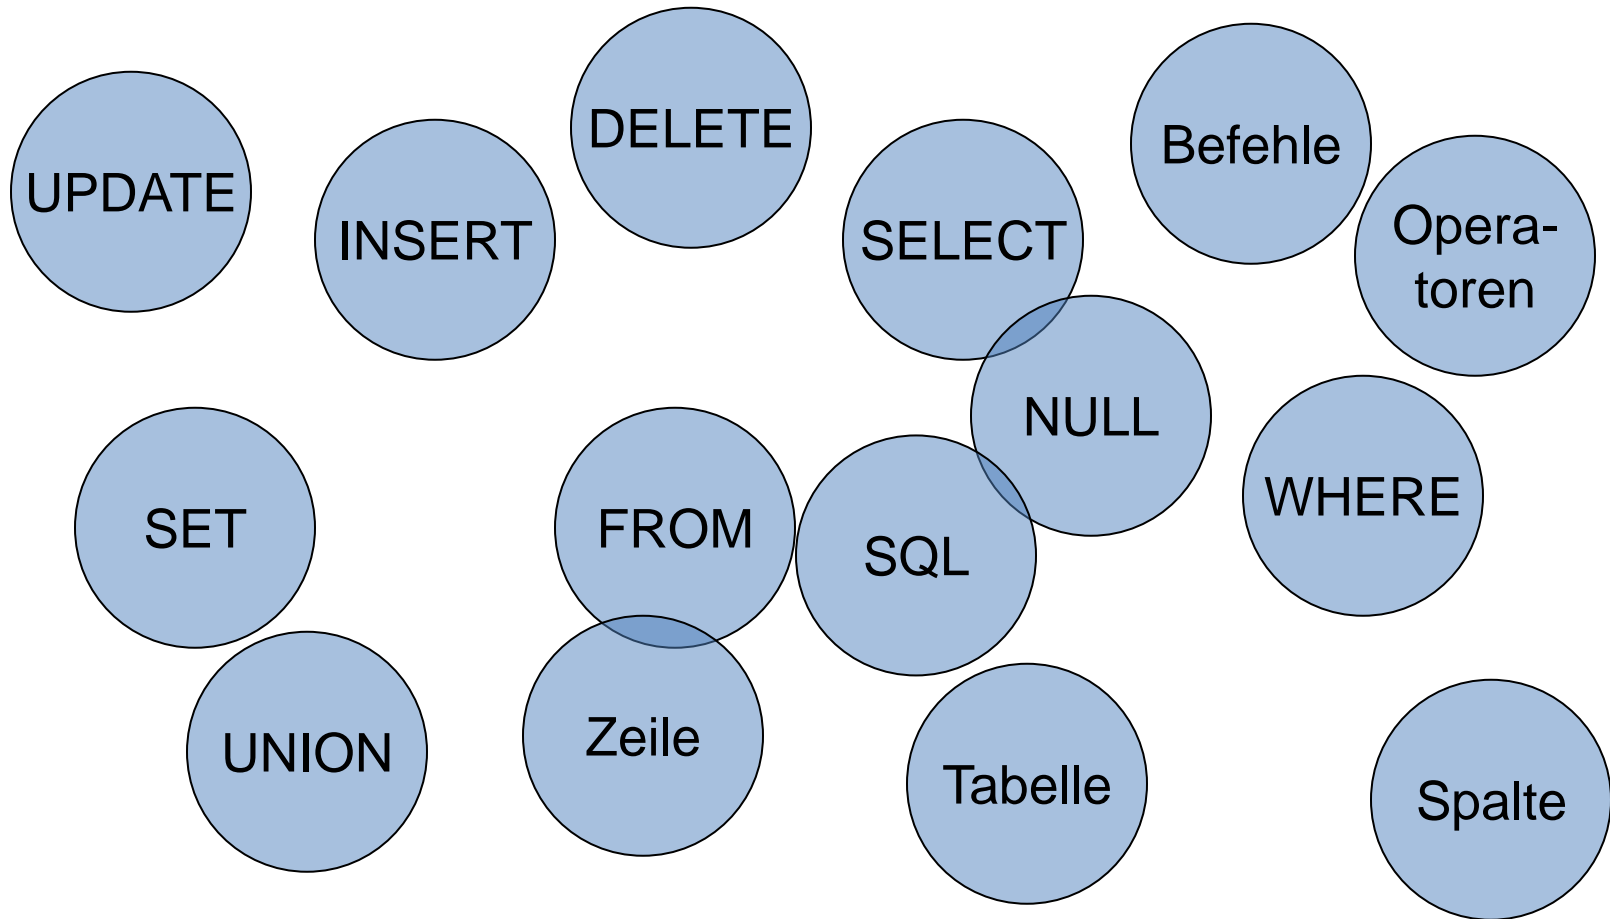 DELETE
Befehle
UPDATE
INSERT
SELECT
Opera-
toren
NULL
WHERE
SET
FROM
SQL
UNION
Zeile
Tabelle
Spalte